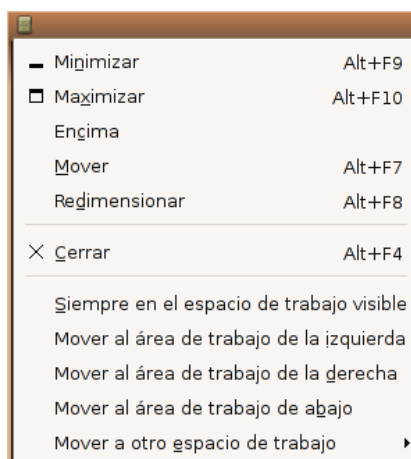 Minimizar Alt+F9
Maximizar Alt+F10
Encima
Mover Alt+F7
Redimensionar Alt+F8
Cerrar Alt+F4
Siempre en el espacio de trabajo visible
Mover al área de trabajo de la izquierda
Mover al área de trabajo de la derecha
Mover al área de trabajo de abajo
Mover a otro espacio de trabajo